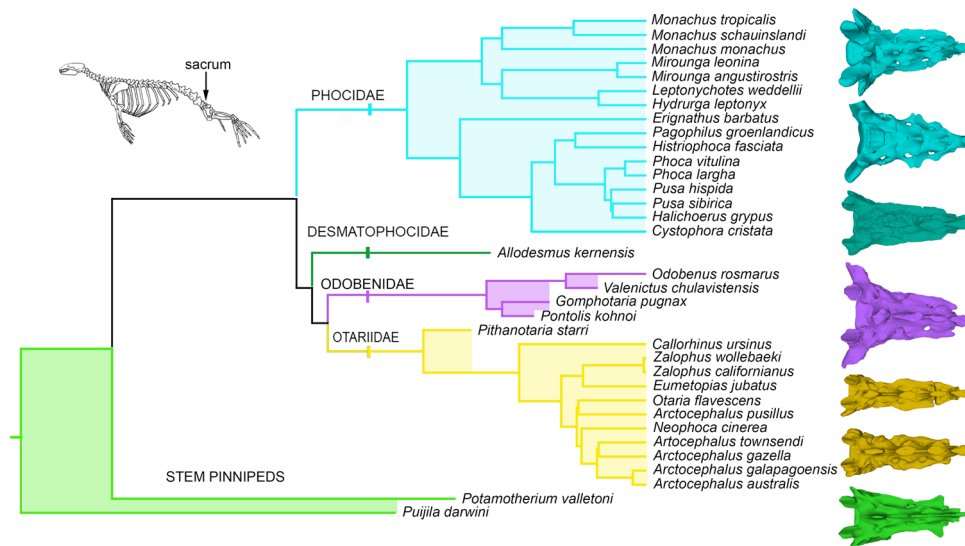 sacrum
PHOCIDAE
Monachus tropicalis
Monachus schauinslandi
Monachus monachus
Mirounga leonina
Mirounga angustirostris
Leptonychotes weddellii
Hydrurga leptonyx
Erignathus barbatus
Pagophilus groenlandicus
Histriophoca fasciata
Phoca vitulina
Phoca largha
Pusa hispida
Pusa sibirica
Halichoerus grypus
Cystophora cristata
DESMATOPHOCIDAE
Allodesmus kernensis
ODOBENIDAE
Odobenus rosmarus
Valenictus chulavistensis
Gomphotaria pugnax
Pontolis kohnoi
OTARIIDAE
Pithanotaria starri
Callorhinus ursinus
Zalophus wollebaeki
Zalophus californianus
Eumetopias jubatus
Otaria flavescens
Arctocephalus pusillus
Neophoca cinerea
Artocephalus townsendi
Arctocephalus gazella
Arctocephalus galapagoensis
Arctocephalus australis
STEM PINNIPEDS
Potamotherium valletoni
Puijila darwini